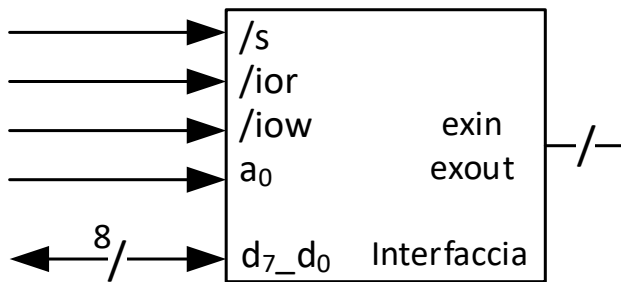 /s
/ior
/iow exin
a₀ exout
8
d₇_d₀ Interfaccia